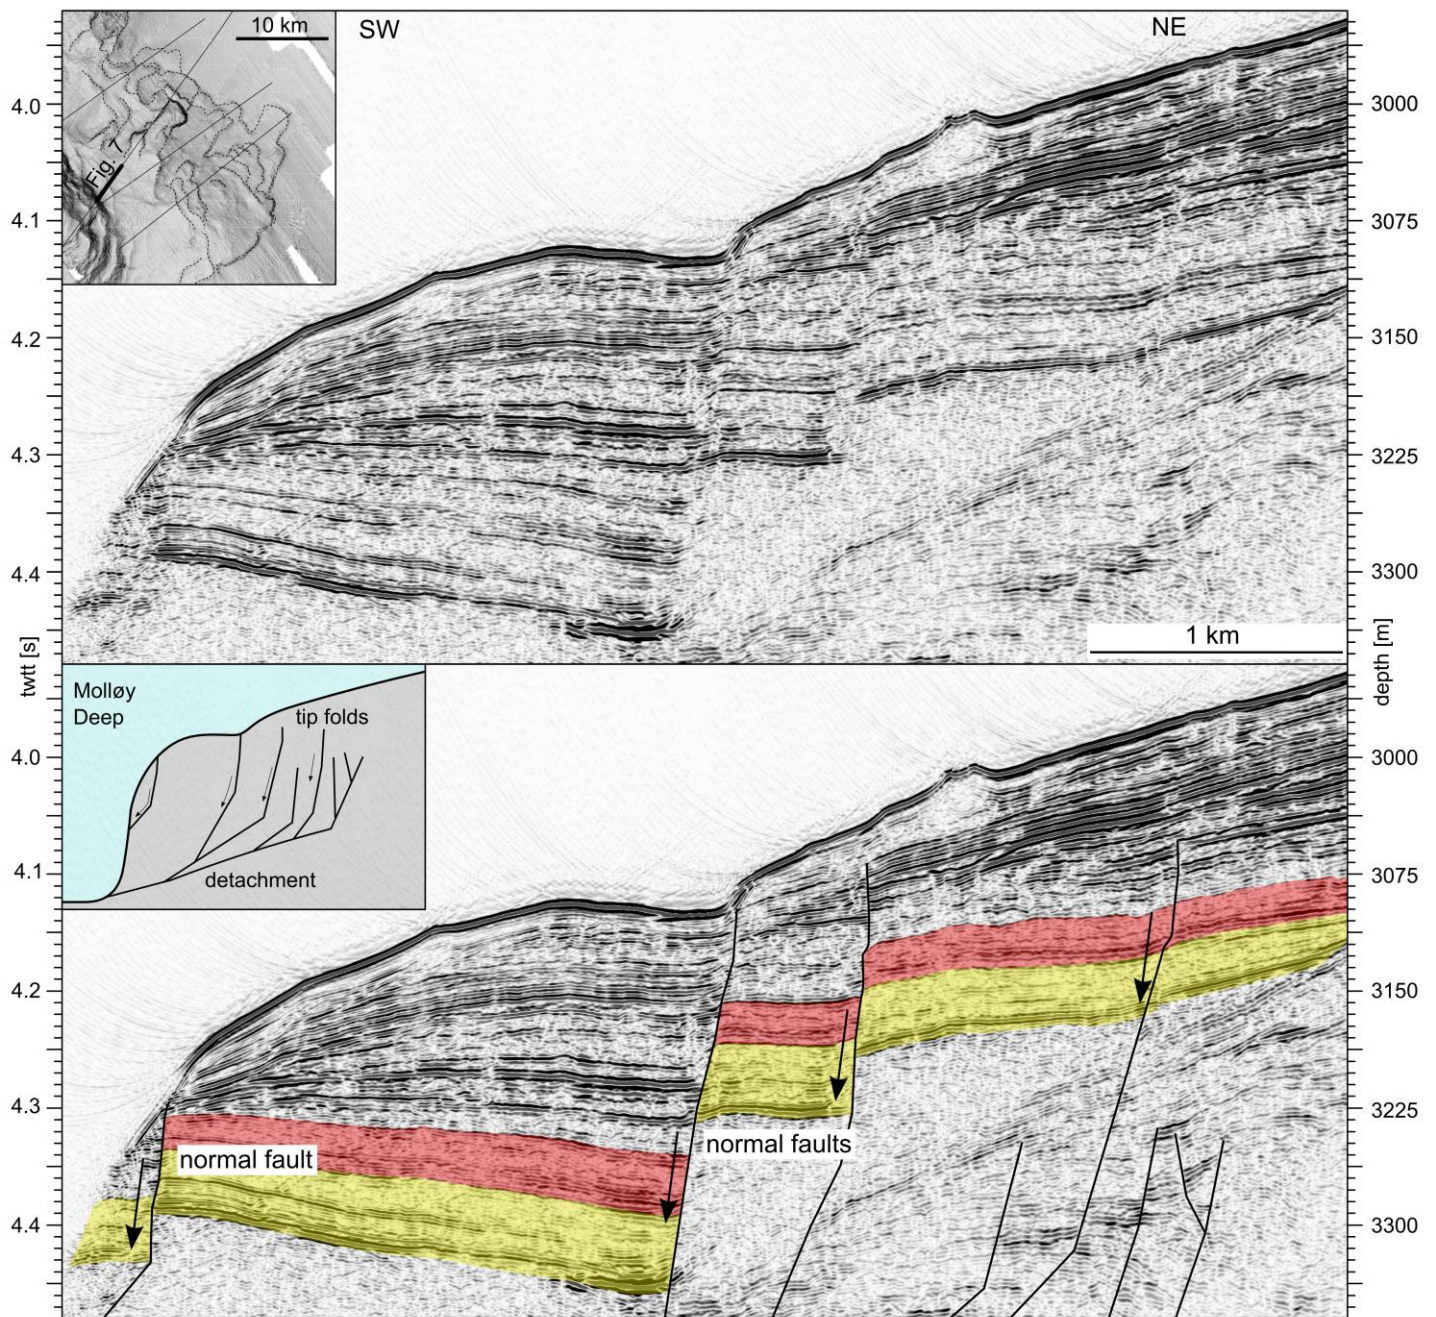 10 km
Fig. 7
SW
NE
4.0
4.1
4.2
4.3
4.4
twtt [s]
3000
3075
3150
3225
3300
depth [m]
1 km
Molløy
Deep
tip folds
detachment
4.0
4.1
4.2
4.3
4.4
3000
3075
3150
3225
3300
normal fault
normal faults